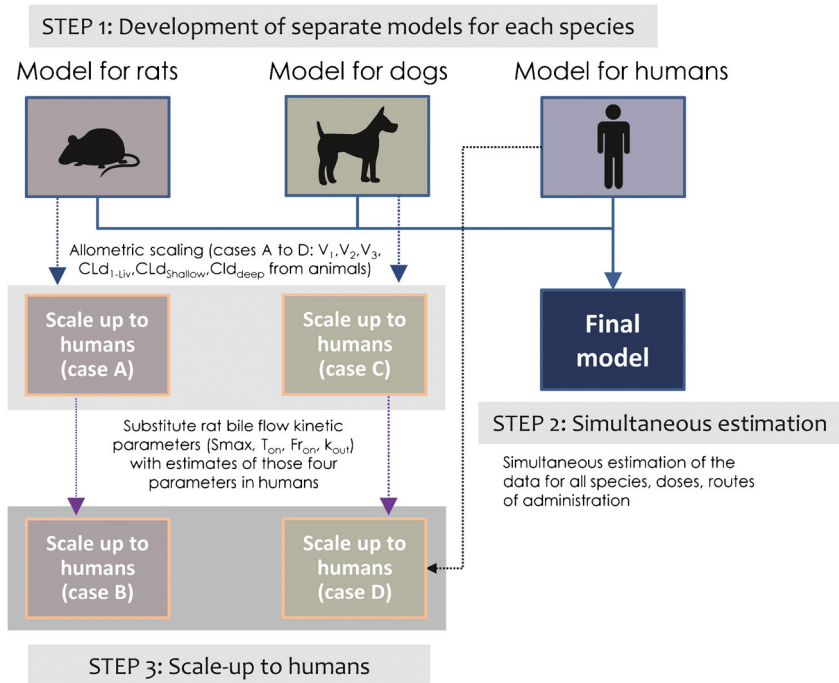 STEP 1: Development of separate models for each species
Model for rats
Model for dogs
Model for humans
Allometric scaling (cases A to D: V₁,V₂,V₃,
CLd₁₋Liv,CLdShallow,Clddeep from animals)
Scale up to
humans
(case A)
Scale up to
humans
(case C)
Final
model
Substitute rat bile flow kinetic
parameters (Smax, Ton, Fron, kout)
with estimates of those four
parameters in humans
STEP 2: Simultaneous estimation
Simultaneous estimation of the
data for all species, doses, routes
of administration
Scale up to
humans
(case B)
Scale up to
humans
(case D)
STEP 3: Scale-up to humans